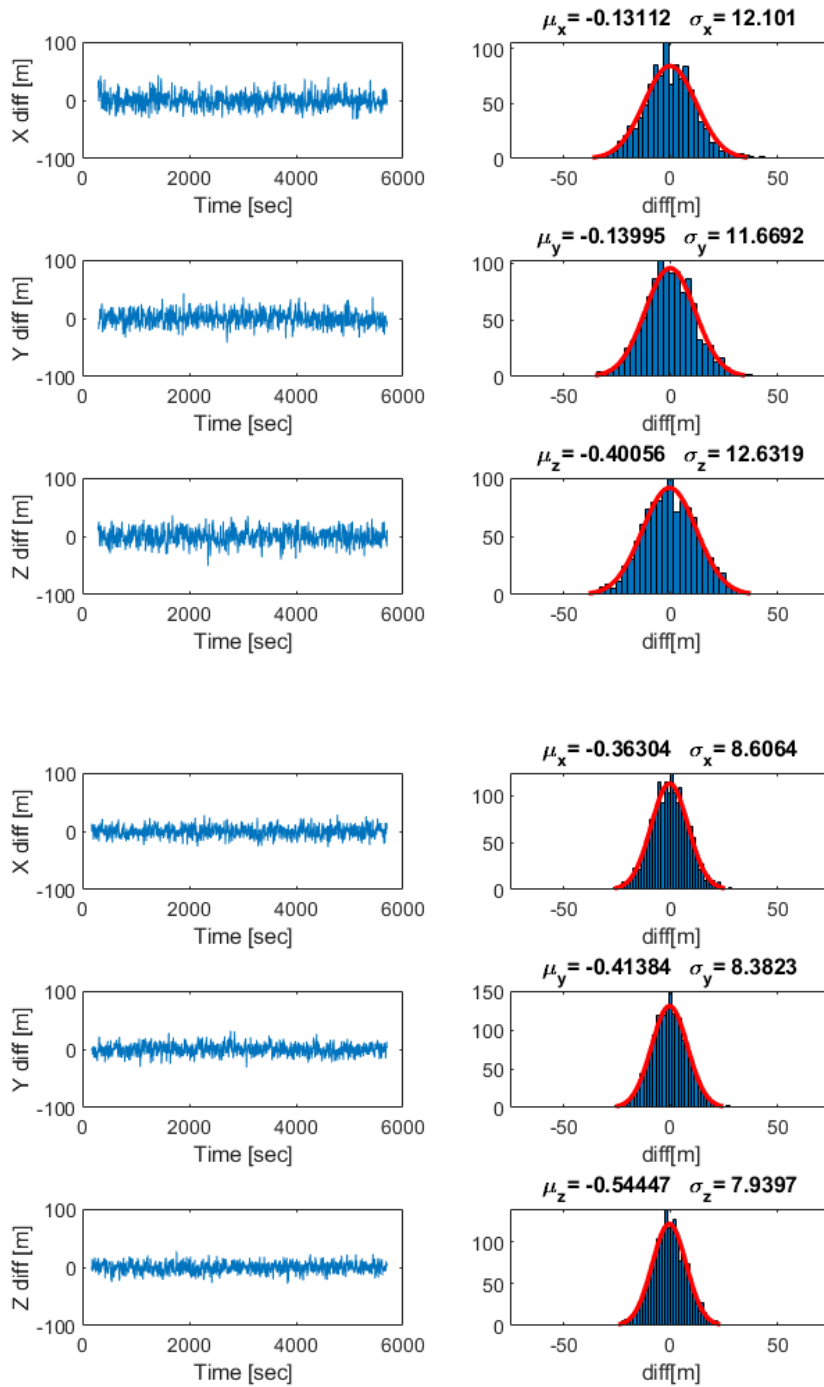 100
0
-100
X diff [m]
0 2000 4000 6000
Time [sec]
μx= -0.13112 σx= 12.101
100
50
0
-50 0 50
diff[m]
100
0
-100
Y diff [m]
0 2000 4000 6000
Time [sec]
μy= -0.13995 σy= 11.6692
100
50
0
-50 0 50
diff[m]
100
0
-100
Z diff [m]
0 2000 4000 6000
Time [sec]
μz= -0.40056 σz= 12.6319
100
50
0
-50 0 50
diff[m]
100
0
-100
X diff [m]
0 2000 4000 6000
Time [sec]
μx= -0.36304 σx= 8.6064
100
50
0
-50 0 50
diff[m]
100
0
-100
Y diff [m]
0 2000 4000 6000
Time [sec]
μy= -0.41384 σy= 8.3823
150
100
50
0
-50 0 50
diff[m]
100
0
-100
Z diff [m]
0 2000 4000 6000
Time [sec]
μz= -0.54447 σz= 7.9397
100
50
0
-50 0 50
diff[m]